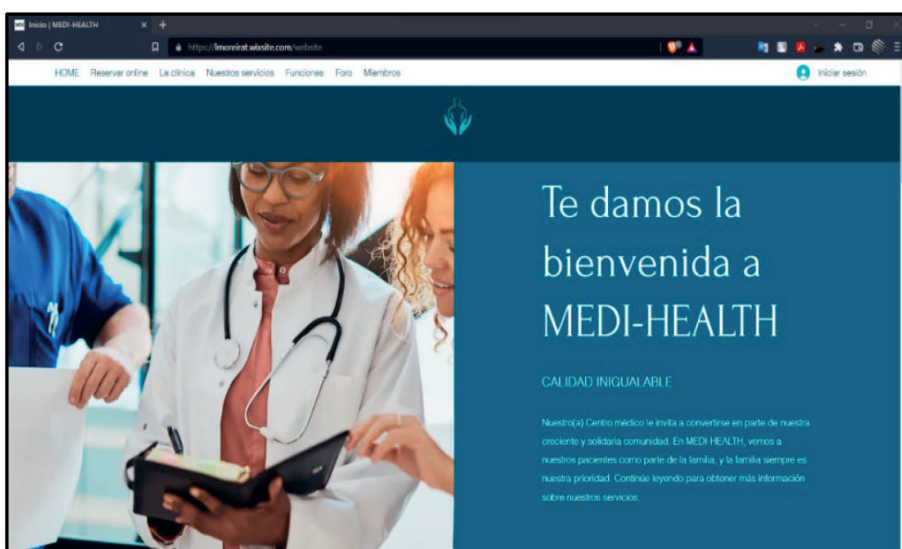 Inicio | MEDI-HEALTH
https://lmoreirat.wixsite.com/website
HOME Reservar online La clínica Nuestros servicios Funciones Foro Miembros Iniciar sesión
Te damos la
bienvenida a
MEDI-HEALTH
CALIDAD INIGUALABLE
Nuestro(a) Centro médico le invita a convertirse en parte de nuestra
creciente y solidaria comunidad. En MEDI-HEALTH, vemos a
nuestros pacientes como parte de la familia, y la familia siempre es
nuestra prioridad. Continúe leyendo para obtener más información
sobre nuestros servicios.